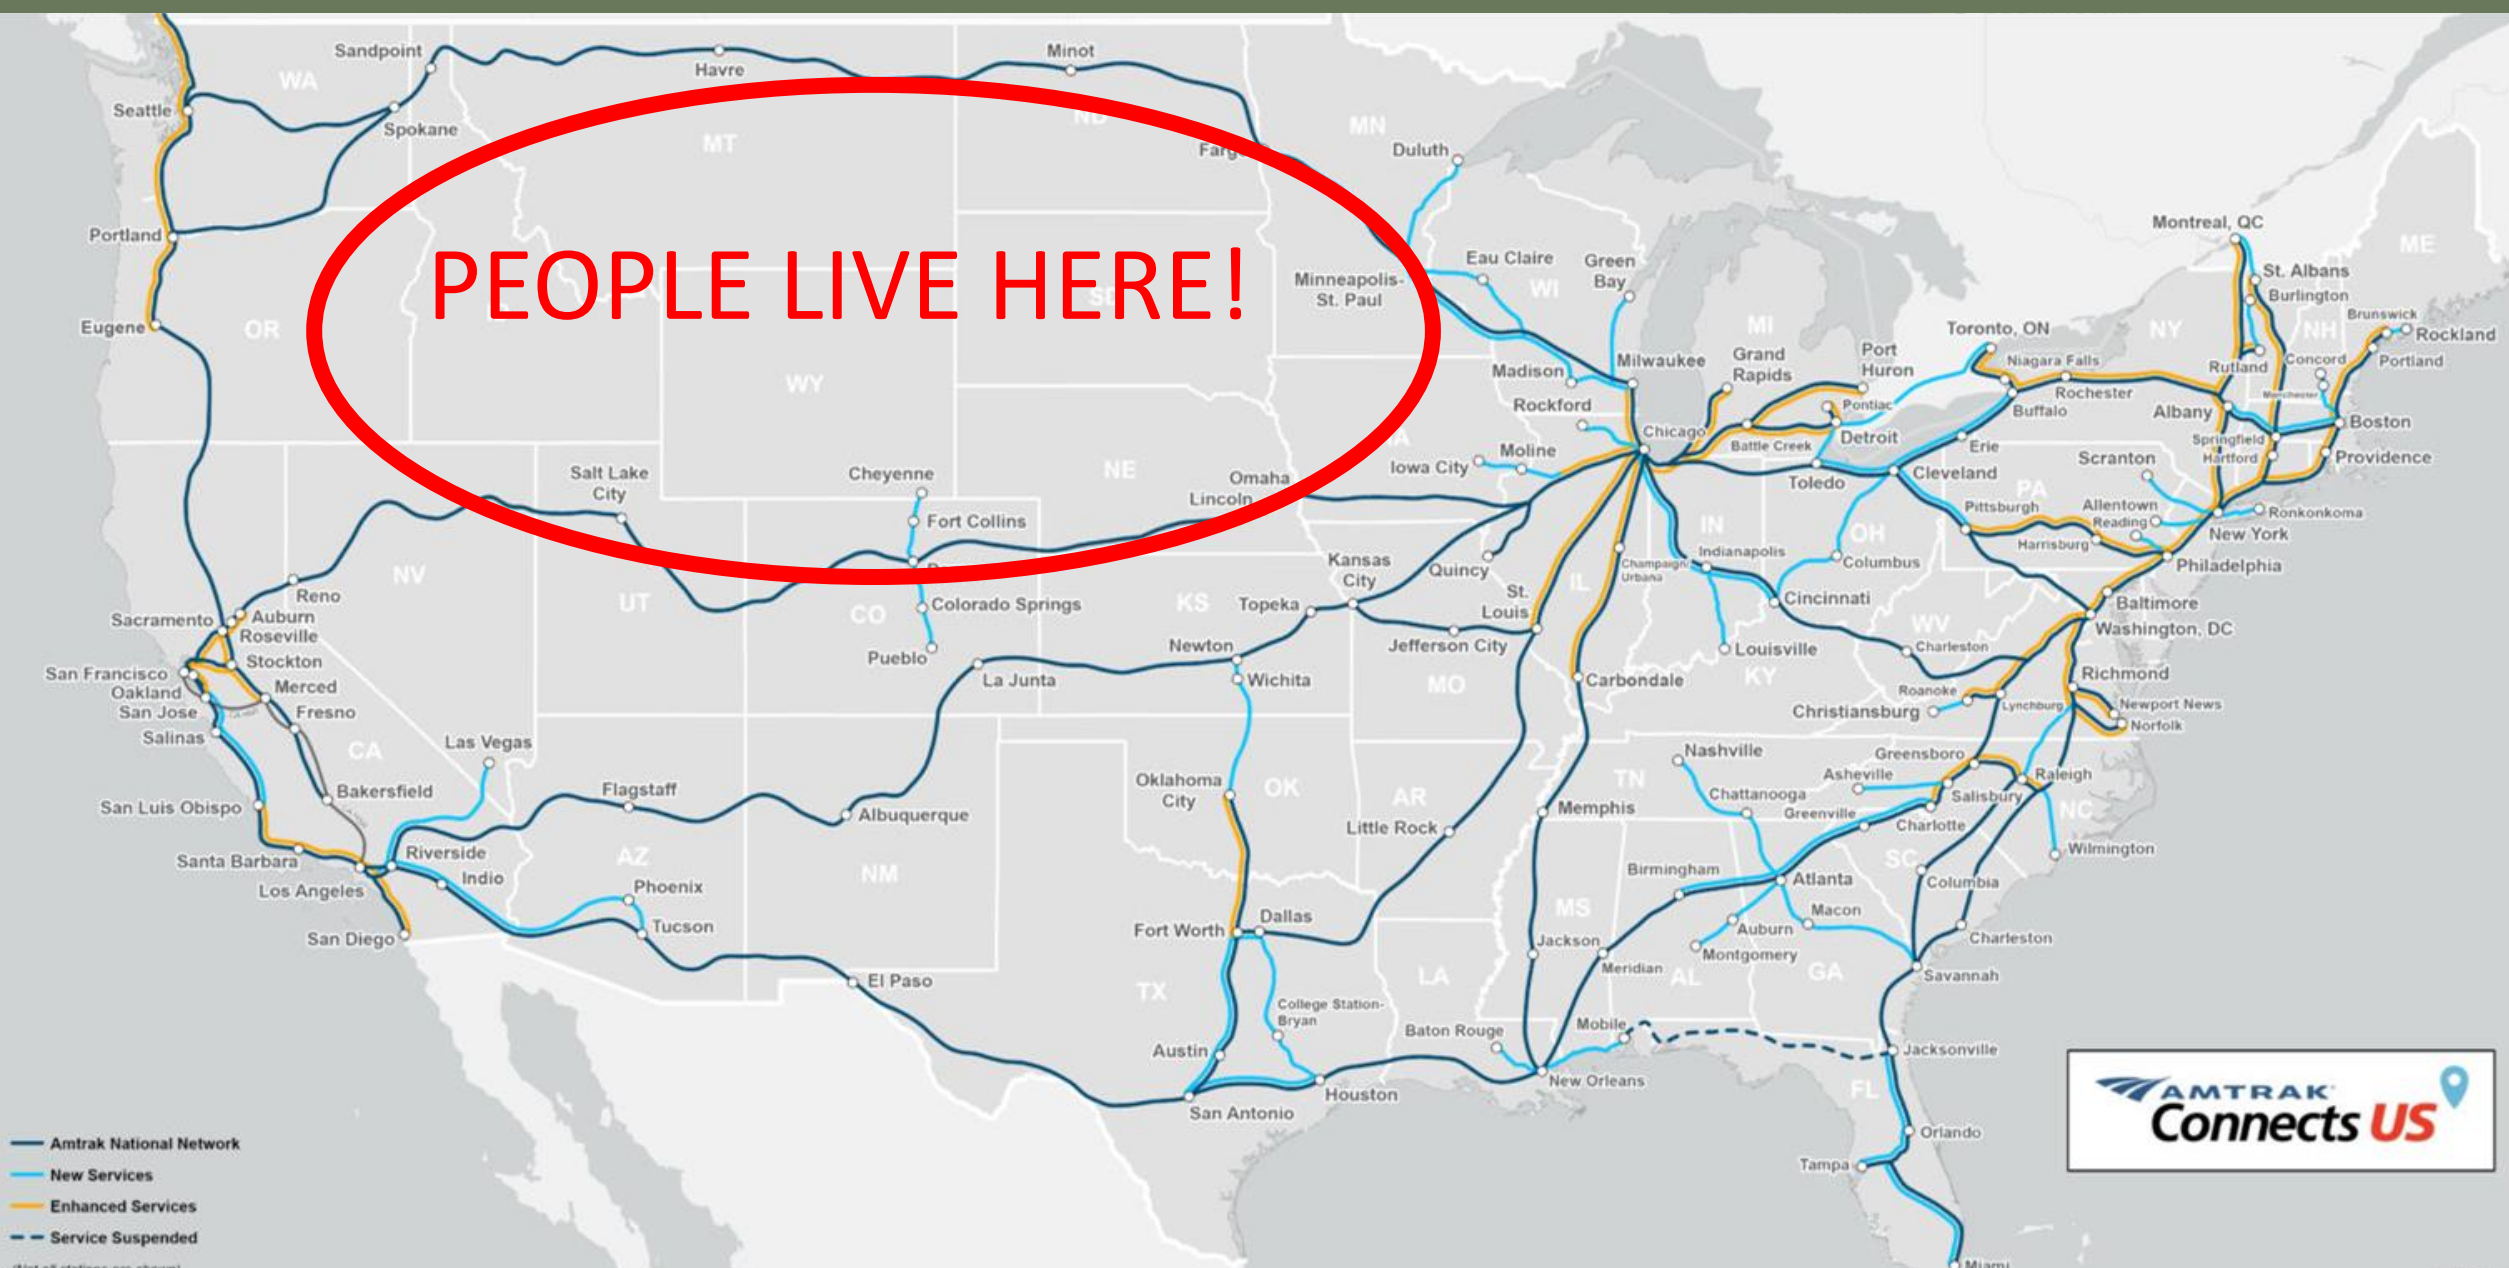 Sandpoint
Havre
Minot
WA
Seattle
Spokane
MT
ND
MN
Duluth
Portland
PEOPLE LIVE HERE!
Minneapolis-
St. Paul
Eau Claire
Green
Bay
WI
Montreal, QC
ME
St. Albans
Burlington
Brunswick
Rockland
Eugene
OR
WY
MI
Toronto, ON
NY
NH
Niagara Falls
Rutland
Concord
Portland
Madison
Milwaukee
Grand
Rapids
Port
Huron
Rockford
Pontiac
Rochester
Buffalo
Albany
Manchester
Boston
Chicago
Battle Creek
Detroit
Erie
Springfield
Hartford
Providence
Salt Lake
City
Cheyenne
NE
Omaha
Lincoln
Iowa City
Moline
Toledo
Cleveland
Scranton
PA
Pittsburgh
Allentown
Reading
Ronkonkoma
New York
Fort Collins
IN
OH
Harrisburg
Philadelphia
NV
Reno
UT
CO
Colorado Springs
KS
Topeka
Kansas
City
Quincy
St.
Louis
IL
Champaign
Urbana
Indianapolis
Columbus
Cincinnati
Baltimore
Washington, DC
Sacramento
Auburn
Roseville
Stockton
Merced
Fresno
San Francisco
Oakland
San Jose
Salinas
Pueblo
La Junta
Newton
Wichita
Jefferson City
MO
Carbondale
Louisville
KY
WV
Charleston
Richmond
Roanoke
Lynchburg
Christiansburg
Newport News
Norfolk
CA
Las Vegas
Bakersfield
San Luis Obispo
Flagstaff
Albuquerque
Oklahoma
City
OK
AR
Little Rock
Memphis
TN
Nashville
Chattanooga
Greensboro
Asheville
Salisbury
Raleigh
Greenville
Charlotte
NC
Wilmington
Santa Barbara
Los Angeles
Riverside
Indio
San Diego
AZ
Phoenix
Tucson
NM
El Paso
Fort Worth
Dallas
TX
College Station-
Bryan
Austin
San Antonio
Houston
LA
Baton Rouge
New Orleans
MS
Jackson
Meridian
Birmingham
AL
Auburn
Montgomery
Mobile
Atlanta
Macon
GA
SC
Columbia
Charleston
Savannah
Jacksonville
FL
Orlando
Tampa
Miami
AMTRAK
Connects US
Amtrak National Network
New Services
Enhanced Services
Service Suspended